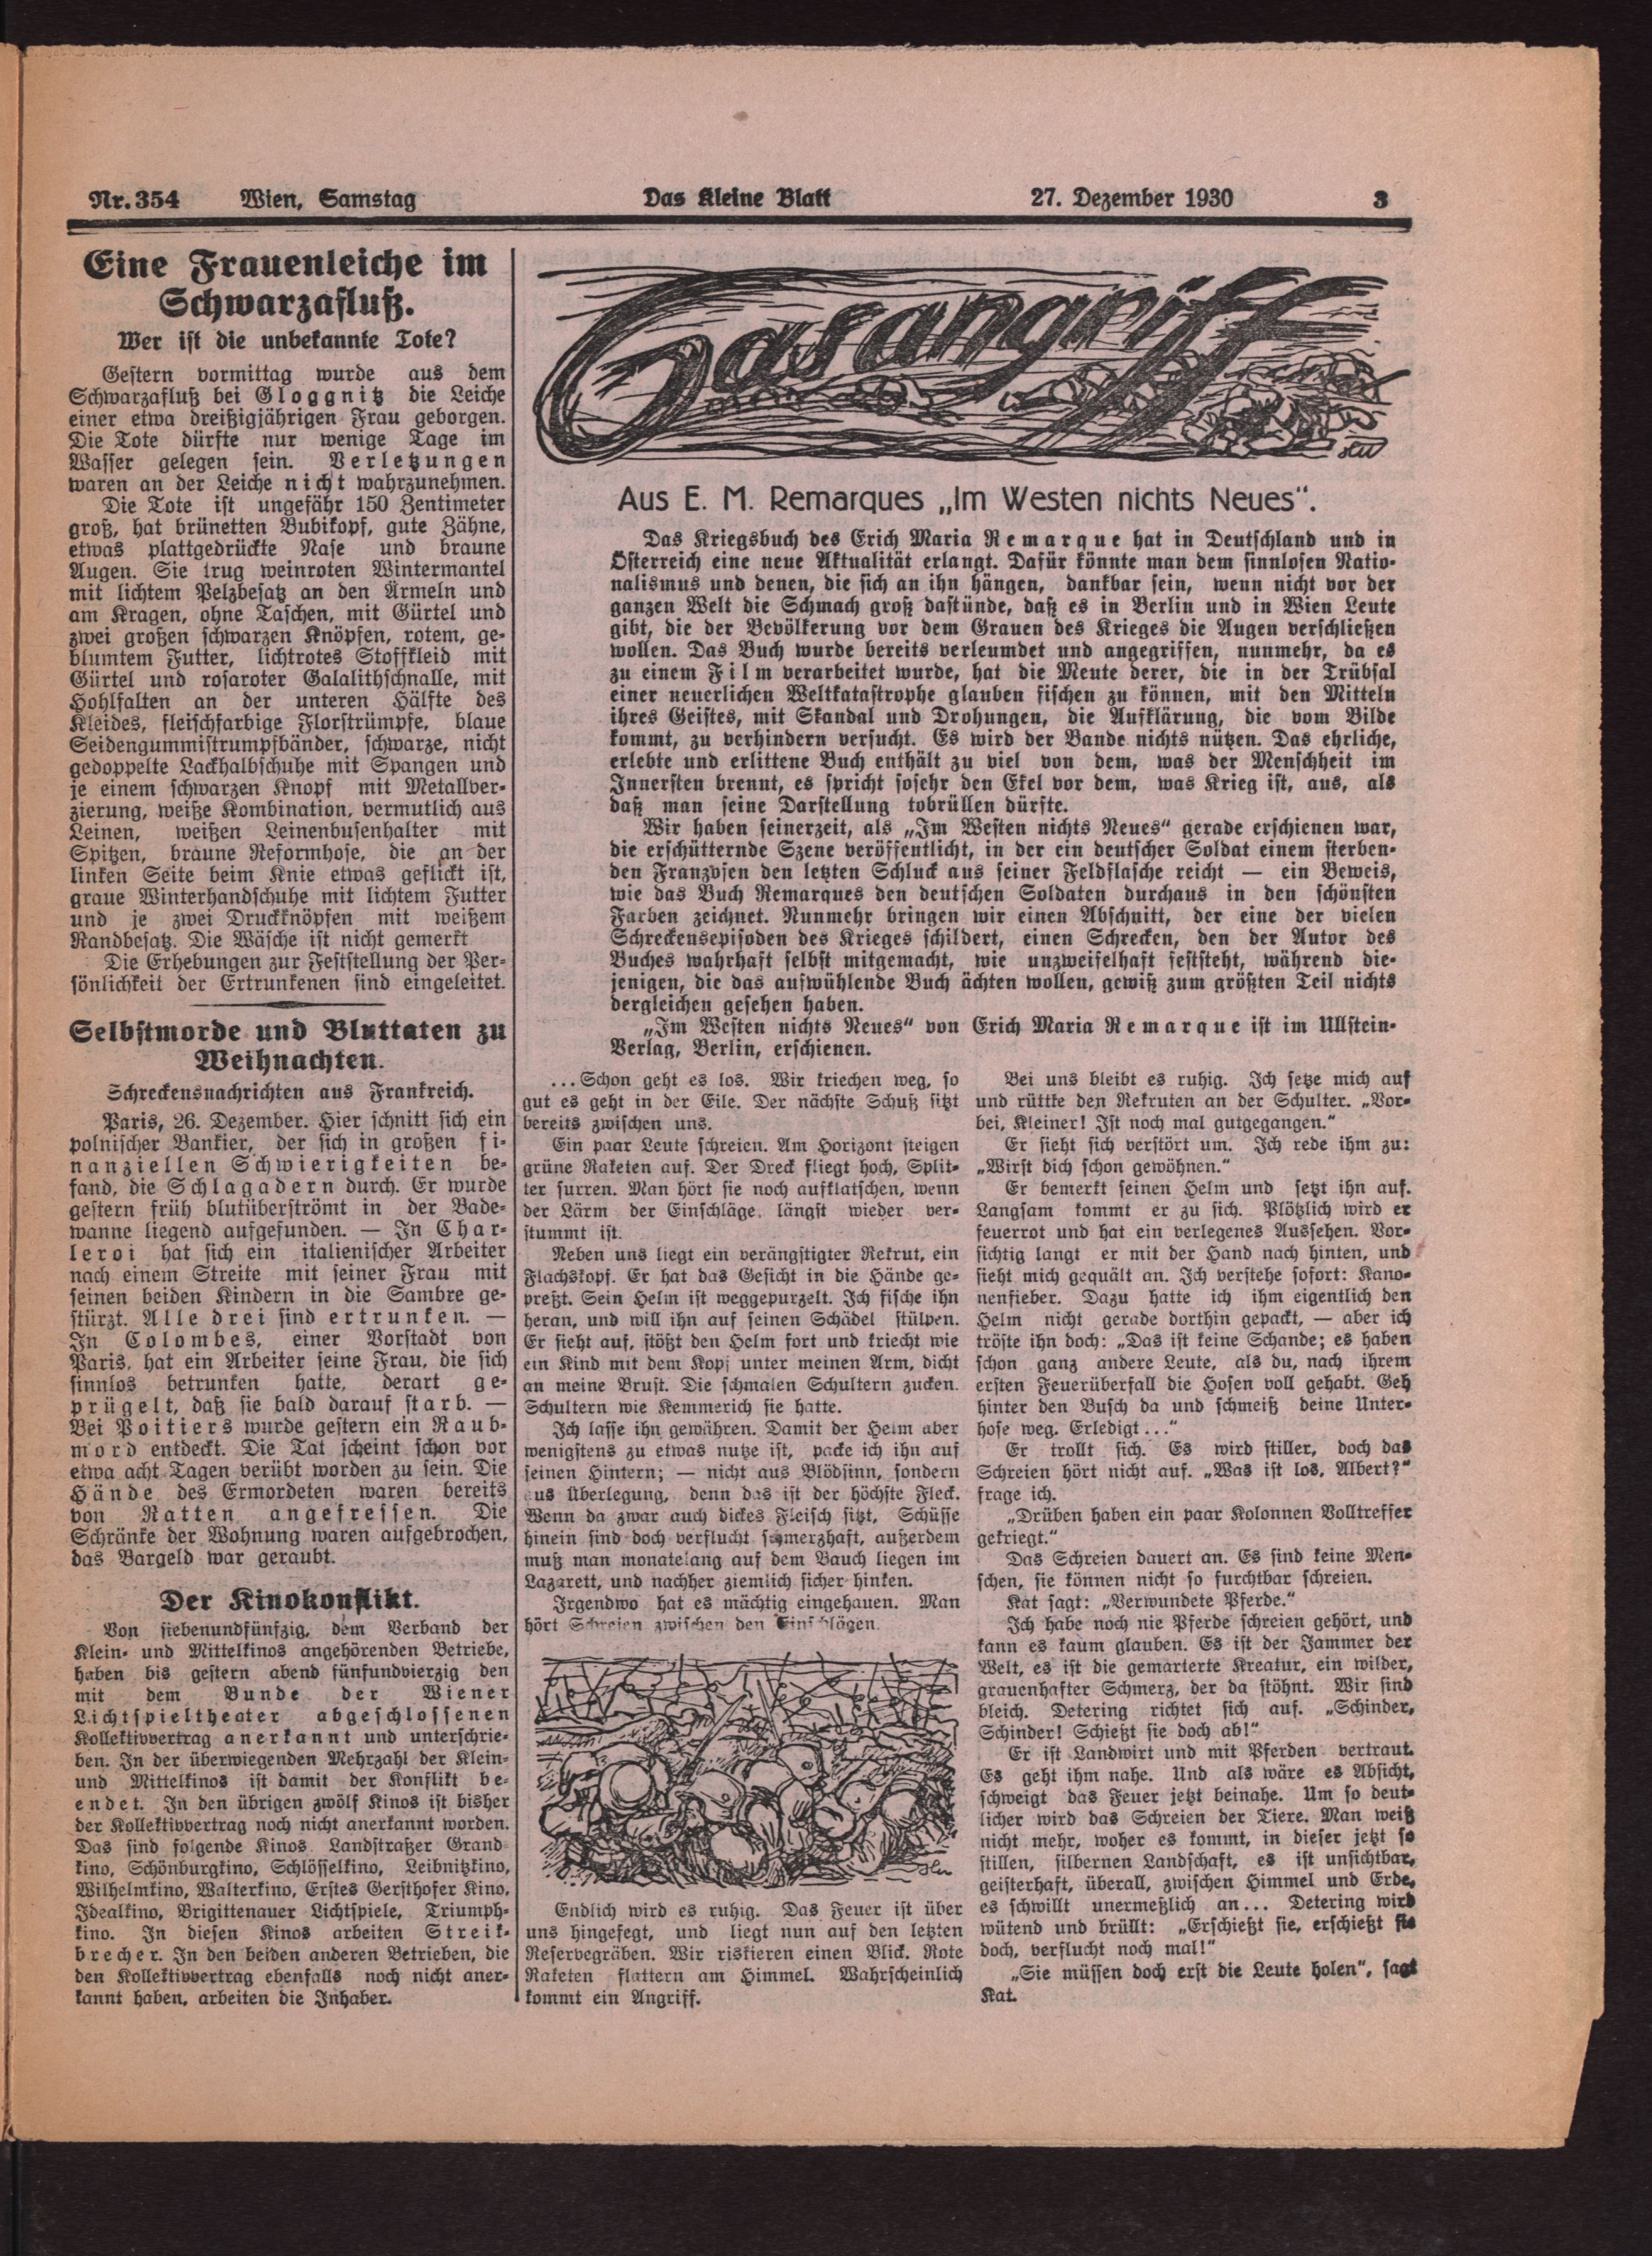 Nr. 354 Wien, Samstag Das Kleine Blatt 27. Dezember 1930 3
Eine Frauenleiche im
Schwarzafluß.
Wer ist die unbekannte Tote?
Gestern vormittag wurde aus dem
Schwarzafluß bei Gloggnitz die Leiche
einer etwa dreißigjährigen Frau geborgen.
Die Tote dürfte nur wenige Tage im
Wasser gelegen sein. Verletzungen
waren an der Leiche nicht wahrzunehmen.
Die Tote ist ungefähr 150 Zentimeter
groß, hat brünetten Bubikopf, gute Zähne,
etwas plattgedrückte Nase und braune
Augen. Sie trug weinroten Wintermantel
mit lichtem Pelzbesatz an den Ärmeln und
am Kragen, ohne Taschen, mit Gürtel und
zwei großen schwarzen Knöpfen, rotem, ge-
blumtem Futter, lichtrotes Stoffkleid mit
Gürtel und rosaroter Galalithschnalle, mit
Hohlfalten an der unteren Hälfte des
Kleides, fleischfarbige Florstrümpfe, blaue
Seidengummistrumpfbänder, schwarze, nicht
gedoppelte Lackhalbschuhe mit Spangen und
je einem schwarzen Knopf mit Metallver-
zierung, weiße Kombination, vermutlich aus
Leinen, weißen Leinenbusenhalter mit
Spitzen, braune Reformhose, die an der
linken Seite beim Knie etwas geflickt ist,
graue Winterhandschuhe mit lichtem Futter
und je zwei Druckknöpfen mit weißem
Randbesatz. Die Wäsche ist nicht gemerkt
Die Erhebungen zur Feststellung der Per-
sönlichkeit der Ertrunkenen sind eingeleitet.
Selbstmorde und Bluttaten zu
Weihnachten.
Schreckensnachrichten aus Frankreich.
Paris, 26. Dezember. Hier schnitt sich ein
polnischer Bankier, der sich in großen fi-
nanziellen Schwierigkeiten be-
fand, die Schlagadern durch. Er wurde
gestern früh blutüberströmt in der Bade-
wanne liegend aufgefunden. — In Char-
leroi hat sich ein italienischer Arbeiter
nach einem Streite mit seiner Frau mit
seinen beiden Kindern in die Sambre ge-
stürzt. Alle drei sind ertrunken. —
In Colombes, einer Vorstadt von
Paris, hat ein Arbeiter seine Frau, die sich
sinnlos betrunken hatte, derart ge-
prügelt, daß sie bald darauf starb. —
Bei Poitiers wurde gestern ein Raub-
mord entdeckt. Die Tat scheint schon vor
etwa acht Tagen verübt worden zu sein. Die
Hände des Ermordeten waren bereits
von Ratten angefressen. Die
Schränke der Wohnung waren aufgebrochen,
das Bargeld war geraubt.
Der Kinokonflikt.
Von siebenundfünfzig, dem Verband der
Klein- und Mittelkinos angehörenden Betriebe,
haben bis gestern abend fünfundvierzig den
mit dem Bunde der Wiener
Lichtspieltheater abgeschlossenen
Kollektivvertrag anerkannt und unterschrie-
ben. In der überwiegenden Mehrzahl der Klein-
und Mittelkinos ist damit der Konflikt be-
endet. In den übrigen zwölf Kinos ist bisher
der Kollektivvertrag noch nicht anerkannt worden.
Das sind folgende Kinos. Landstraßer Grand
kino, Schönburgkino, Schlösselkino, Leibnitzkino,
Wilhelmkino, Walterkino, Erstes Gersthofer Kino,
Idealkino, Brigittenauer Lichtspiele, Triumph-
kino. In diesen Kinos arbeiten Streik-
brecher. In den beiden anderen Betrieben, die
den Kollektivvertrag ebenfalls noch nicht aner-
kannt haben, arbeiten die Inhaber.
Gasangriff
Aus E. M. Remarques „Im Westen nichts Neues“.
Das Kriegsbuch des Erich Maria Remarque hat in Deutschland und in
Österreich eine neue Aktualität erlangt. Dafür könnte man dem sinnlosen Natio-
nalismus und denen, die sich an ihn hängen, dankbar sein, wenn nicht vor der
ganzen Welt die Schmach groß dastünde, daß es in Berlin und in Wien Leute
gibt, die der Bevölkerung vor dem Grauen des Krieges die Augen verschließen
wollen. Das Buch wurde bereits verleumdet und angegriffen, nunmehr, da es
zu einem Film verarbeitet wurde, hat die Meute derer, die in der Trübsal
einer neuerlichen Weltkatastrophe glauben fischen zu können, mit den Mitteln
ihres Geistes, mit Skandal und Drohungen, die Aufklärung, die vom Bilde
kommt, zu verhindern versucht. Es wird der Bande nichts nützen. Das ehrliche,
erlebte und erlittene Buch enthält zu viel von dem, was der Menschheit im
Innersten brennt, es spricht sosehr den Ekel vor dem, was Krieg ist, aus, als
daß man seine Darstellung tobrüllen dürfte.
Wir haben seinerzeit, als „Im Westen nichts Neues“ gerade erschienen war,
die erschütternde Szene veröffentlicht, in der ein deutscher Soldat einem sterben-
den Franzosen den letzten Schluck aus seiner Feldflasche reicht — ein Beweis,
wie das Buch Remarques den deutschen Soldaten durchaus in den schönsten
Farben zeichnet. Nunmehr bringen wir einen Abschnitt, der eine der vielen
Schreckensepisoden des Krieges schildert, einen Schrecken, den der Autor des
Buches wahrhaft selbst mitgemacht, wie unzweifelhaft feststeht, während die-
jenigen, die das aufwühlende Buch ächten wollen, gewiß zum größten Teil nichts
dergleichen gesehen haben.
„Im Westen nichts Neues“ von Erich Maria Remarque ist im Ullstein-
Verlag, Berlin, erschienen.
...Schon geht es los. Wir kriechen weg, so
gut es geht in der Eile. Der nächste Schuß sitzt
bereits zwischen uns.
Ein paar Leute schreien. Am Horizont steigen
grüne Raketen auf. Der Dreck fliegt hoch, Split-
ter surren. Man hört sie noch aufklatschen, wenn
der Lärm der Einschläge längst wieder ver-
stummt ist.
Neben uns liegt ein verängstigter Rekrut, ein
Flachskopf. Er hat das Gesicht in die Hände ge-
preßt. Sein Helm ist weggepurzelt. Ich fische ihn
heran, und will ihn auf seinen Schädel stülpen.
Er sieht auf, stößt den Helm fort und kriecht wie
ein Kind mit dem Kopf unter meinen Arm, dicht
an meine Brust. Die schmalen Schultern zucken.
Schultern wie Kemmerich sie hatte.
Ich lasse ihn gewähren. Damit der Helm aber
wenigstens zu etwas nutze ist, packe ich ihn auf
seinen Hintern; — nicht aus Blödsinn, sondern
aus Überlegung, denn das ist der höchste Fleck.
Wenn da zwar auch dickes Fleisch sitzt, Schüsse
hinein sind doch verflucht schmerzhaft, außerdem
muß man monatelang auf dem Bauch liegen im
Lazarett, und nachher ziemlich sicher hinken.
Irgendwo hat es mächtig eingehauen. Man
hört Schreien zwischen den Einschlägen.
Endlich wird es ruhig. Das Feuer ist über
uns hingefegt, und liegt nun auf den letzten
Reservegräben. Wir riskieren einen Blick. Rote
Raketen flattern am Himmel. Wahrscheinlich
kommt ein Angriff.
Bei uns bleibt es ruhig. Ich setze mich auf
und rüttle den Rekruten an der Schulter. „Vor-
bei, Kleiner! Ist noch mal gutgegangen.“
Er sieht sich verstört um. Ich rede ihm zu:
„Wirst dich schon gewöhnen.“
Er bemerkt seinen Helm und setzt ihn auf.
Langsam kommt er zu sich. Plötzlich wird er
feuerrot und hat ein verlegenes Aussehen. Vor-
sichtig langt er mit der Hand nach hinten, und
sieht mich gequält an. Ich verstehe sofort: Kano-
nenfieber. Dazu hatte ich ihm eigentlich den
Helm nicht gerade dorthin gepackt, — aber ich
tröste ihn doch: „Das ist keine Schande; es haben
schon ganz andere Leute, als du, nach ihrem
ersten Feuerüberfall die Hosen voll gehabt. Geh
hinter den Busch da und schmeiß deine Unter-
hose weg. Erledigt...“
Er trollt sich. Es wird stiller, doch das
Schreien hört nicht auf. „Was ist los, Albert?“
frage ich.
„Drüben haben ein paar Kolonnen Volltreffer
gekriegt.“
Das Schreien dauert an. Es sind keine Men-
schen, sie können nicht so furchtbar schreien.
Kat sagt: „Verwundete Pferde.“
Ich habe noch nie Pferde schreien gehört, und
kann es kaum glauben. Es ist der Jammer der
Welt, es ist die gemarterte Kreatur, ein wilder,
grauenhafter Schmerz, der da stöhnt. Wir sind
bleich. Detering richtet sich auf. „Schinder,
Schinder! Schießt sie doch ab!“
Er ist Landwirt und mit Pferden vertraut.
Es geht ihm nahe. Und als wäre es Absicht,
schweigt das Feuer jetzt beinahe. Um so deut-
licher wird das Schreien der Tiere. Man weiß
nicht mehr, woher es kommt, in dieser jetzt so
stillen, silbernen Landschaft, es ist unsichtbar,
geisterhaft, überall, zwischen Himmel und Erde,
es schwillt unermeßlich an... Detering wird
wütend und brüllt: „Erschießt sie, erschießt sie
doch, verflucht noch mal!“
„Sie müssen doch erst die Leute holen“, sagt
Kat.